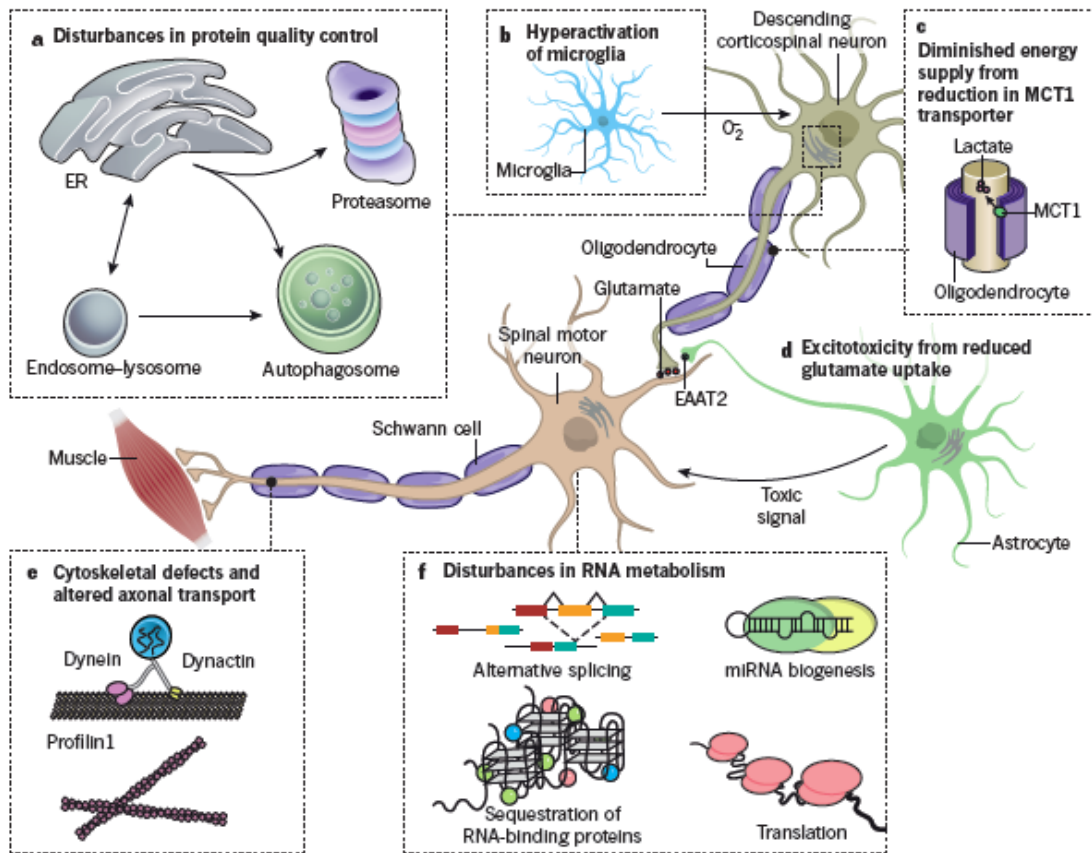 a Disturbances in protein quality control
ER
Proteasome
Endosome–lysosome
Autophagosome
b Hyperactivation
of microglia
Microglia
O2-
Descending
corticospinal neuron
c
Diminished energy
supply from
reduction in MCT1
transporter
Lactate
MCT1
Oligodendrocyte
Oligodendrocyte
Glutamate
Spinal motor
neuron
EAAT2
d Excitotoxicity from reduced
glutamate uptake
Schwann cell
Muscle
Toxic
signal
Astrocyte
e Cytoskeletal defects and
altered axonal transport
Dynein
Dynactin
Profilin1
f Disturbances in RNA metabolism
Alternative splicing
miRNA biogenesis
Sequestration of
RNA-binding proteins
Translation